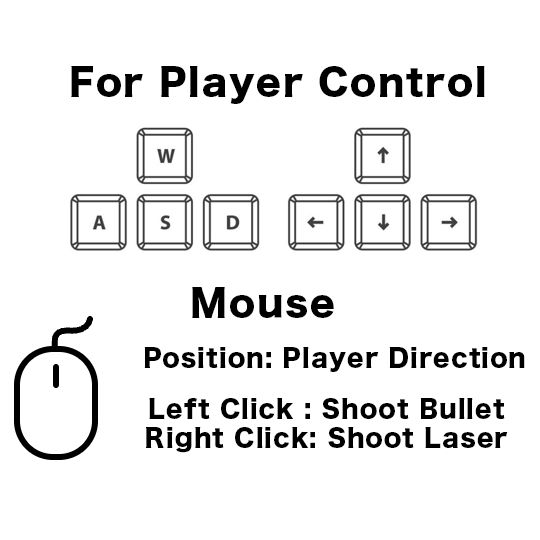 For Player Control
W ↑
A S D ← ↓ →
Mouse
Position: Player Direction
Left Click : Shoot Bullet
Right Click: Shoot Laser